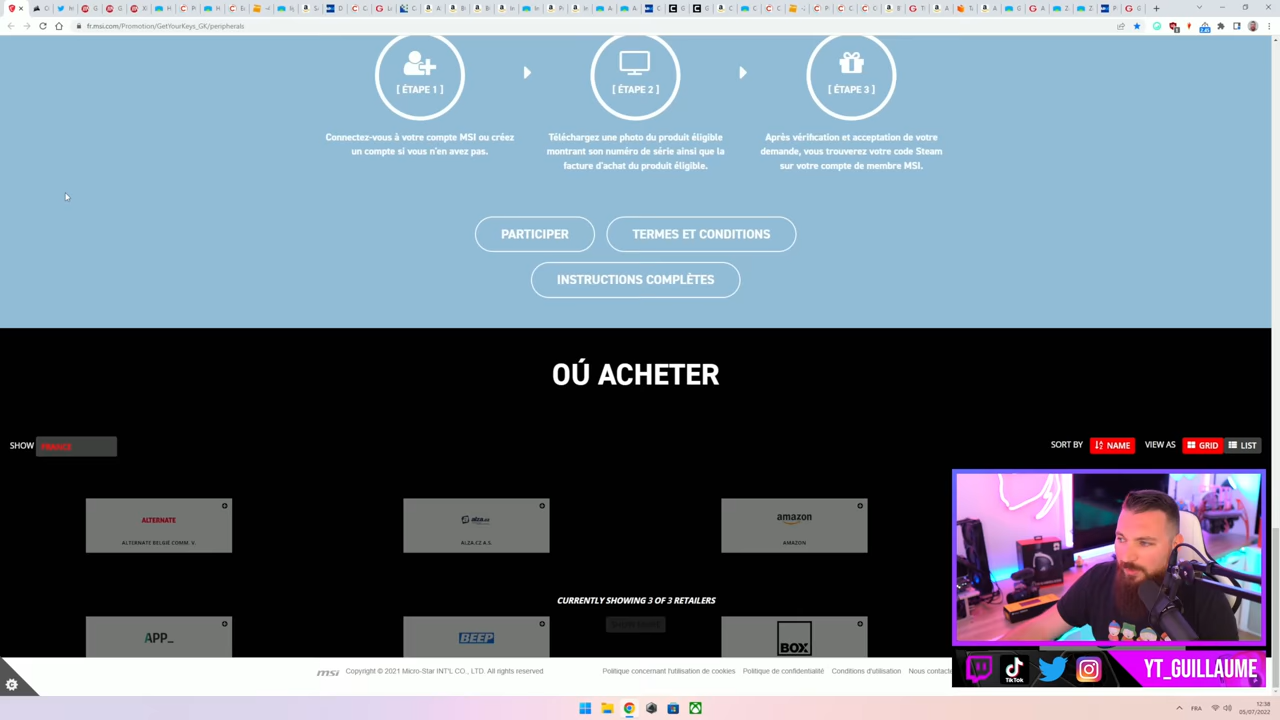 fr.msi.com/Promotion/GetYourKeys_GK/peripherals
[ ÉTAPE 1 ]
[ ÉTAPE 2 ]
[ ÉTAPE 3 ]
Connectez-vous à votre compte MSI ou créez
un compte si vous n'en avez pas.
Téléchargez une photo du produit éligible
montrant son numéro de série ainsi que la
facture d'achat du produit éligible.
Après vérification et acceptation de votre
demande, vous trouverez votre code Steam
sur votre compte de membre MSI.
PARTICIPER
TERMES ET CONDITIONS
INSTRUCTIONS COMPLÈTES
OÚ ACHETER
SHOW FRANCE
SORT BY NAME VIEW AS GRID LIST
ALTERNATE
ALTERNATE BELGIË COMM. V.
alza.cz
ALZA.CZ A.S.
amazon
AMAZON
CURRENTLY SHOWING 3 OF 3 RETAILERS
SHOW MORE
APP_
BEEP
BOX
msi
Copyright © 2021 Micro-Star INT'L CO., LTD. All rights reserved
Politique concernant l'utilisation de cookies
Politique de confidentialité
Conditions d'utilisation
Nous contacte
TikTok
YT_GUILLAUME
FRA
12:38
05/07/2022